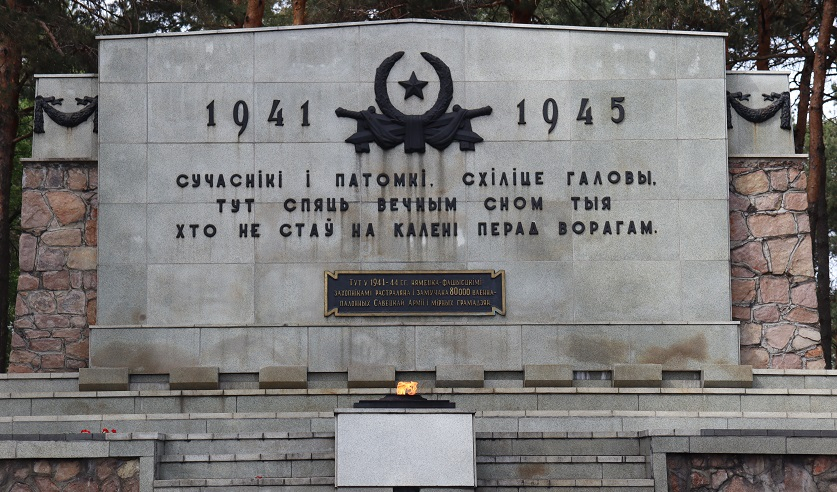 1941 1945
СУЧАСНІКІ І ПАТОМКІ, СХІЛІЦЕ ГАЛОВЫ,
ТУТ СПЯЦЬ ВЕЧНЫМ СНОМ ТЫЯ
ХТО НЕ СТАЎ НА КАЛЕНІ ПЕРАД ВОРАГАМ.
ТУТ У 1941-44 ГГ. НЯМЕЦКА-ФАШЫСЦКІМІ
ЗАХОПНІКАМІ РАССТРАЛЯНА І ЗАМУЧАНА 80000 ВАЕННА-
ПАЛОННЫХ САВЕЦКАЙ АРМІІ І МІРНЫХ ГРАМАДЗЯН.